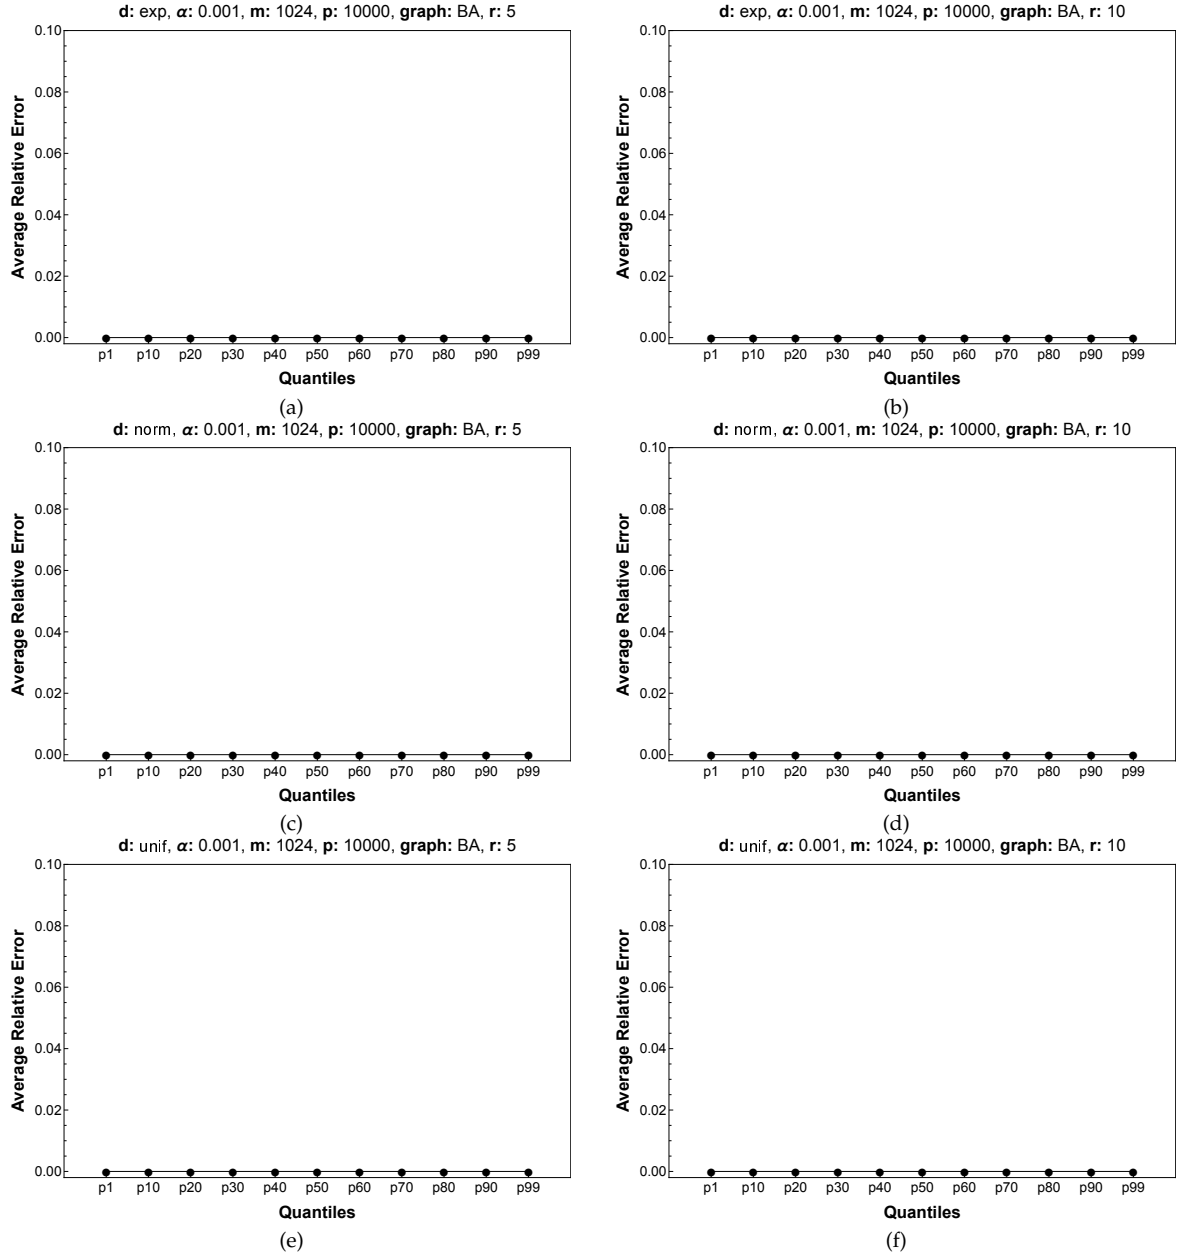 d: exp, α: 0.001, m: 1024, p: 10000, graph: BA, r: 5
0.10
0.08
0.06
0.04
0.02
0.00
Average Relative Error
p1 p10 p20 p30 p40 p50 p60 p70 p80 p90 p99
Quantiles
(a)
d: exp, α: 0.001, m: 1024, p: 10000, graph: BA, r: 10
0.10
0.08
0.06
0.04
0.02
0.00
Average Relative Error
p1 p10 p20 p30 p40 p50 p60 p70 p80 p90 p99
Quantiles
(b)
d: norm, α: 0.001, m: 1024, p: 10000, graph: BA, r: 5
0.10
0.08
0.06
0.04
0.02
0.00
Average Relative Error
p1 p10 p20 p30 p40 p50 p60 p70 p80 p90 p99
Quantiles
(c)
d: norm, α: 0.001, m: 1024, p: 10000, graph: BA, r: 10
0.10
0.08
0.06
0.04
0.02
0.00
Average Relative Error
p1 p10 p20 p30 p40 p50 p60 p70 p80 p90 p99
Quantiles
(d)
d: unif, α: 0.001, m: 1024, p: 10000, graph: BA, r: 5
0.10
0.08
0.06
0.04
0.02
0.00
Average Relative Error
p1 p10 p20 p30 p40 p50 p60 p70 p80 p90 p99
Quantiles
(e)
d: unif, α: 0.001, m: 1024, p: 10000, graph: BA, r: 10
0.10
0.08
0.06
0.04
0.02
0.00
Average Relative Error
p1 p10 p20 p30 p40 p50 p60 p70 p80 p90 p99
Quantiles
(f)